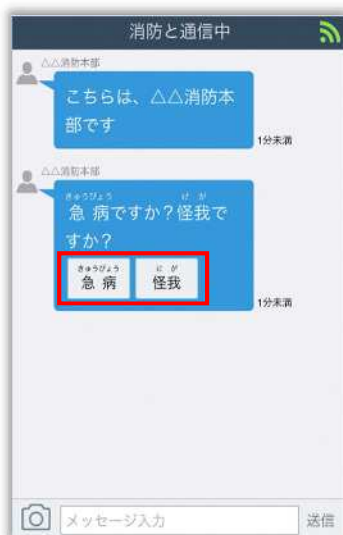 消防と通信中
△△消防本部
こちらは、△△消防本
部です
1分未満
△△消防本部
きゅうびょう けが
急病ですか?怪我で
すか?
きゅうびょう にが
急病 怪我
1分未満
メッセージ入力 送信